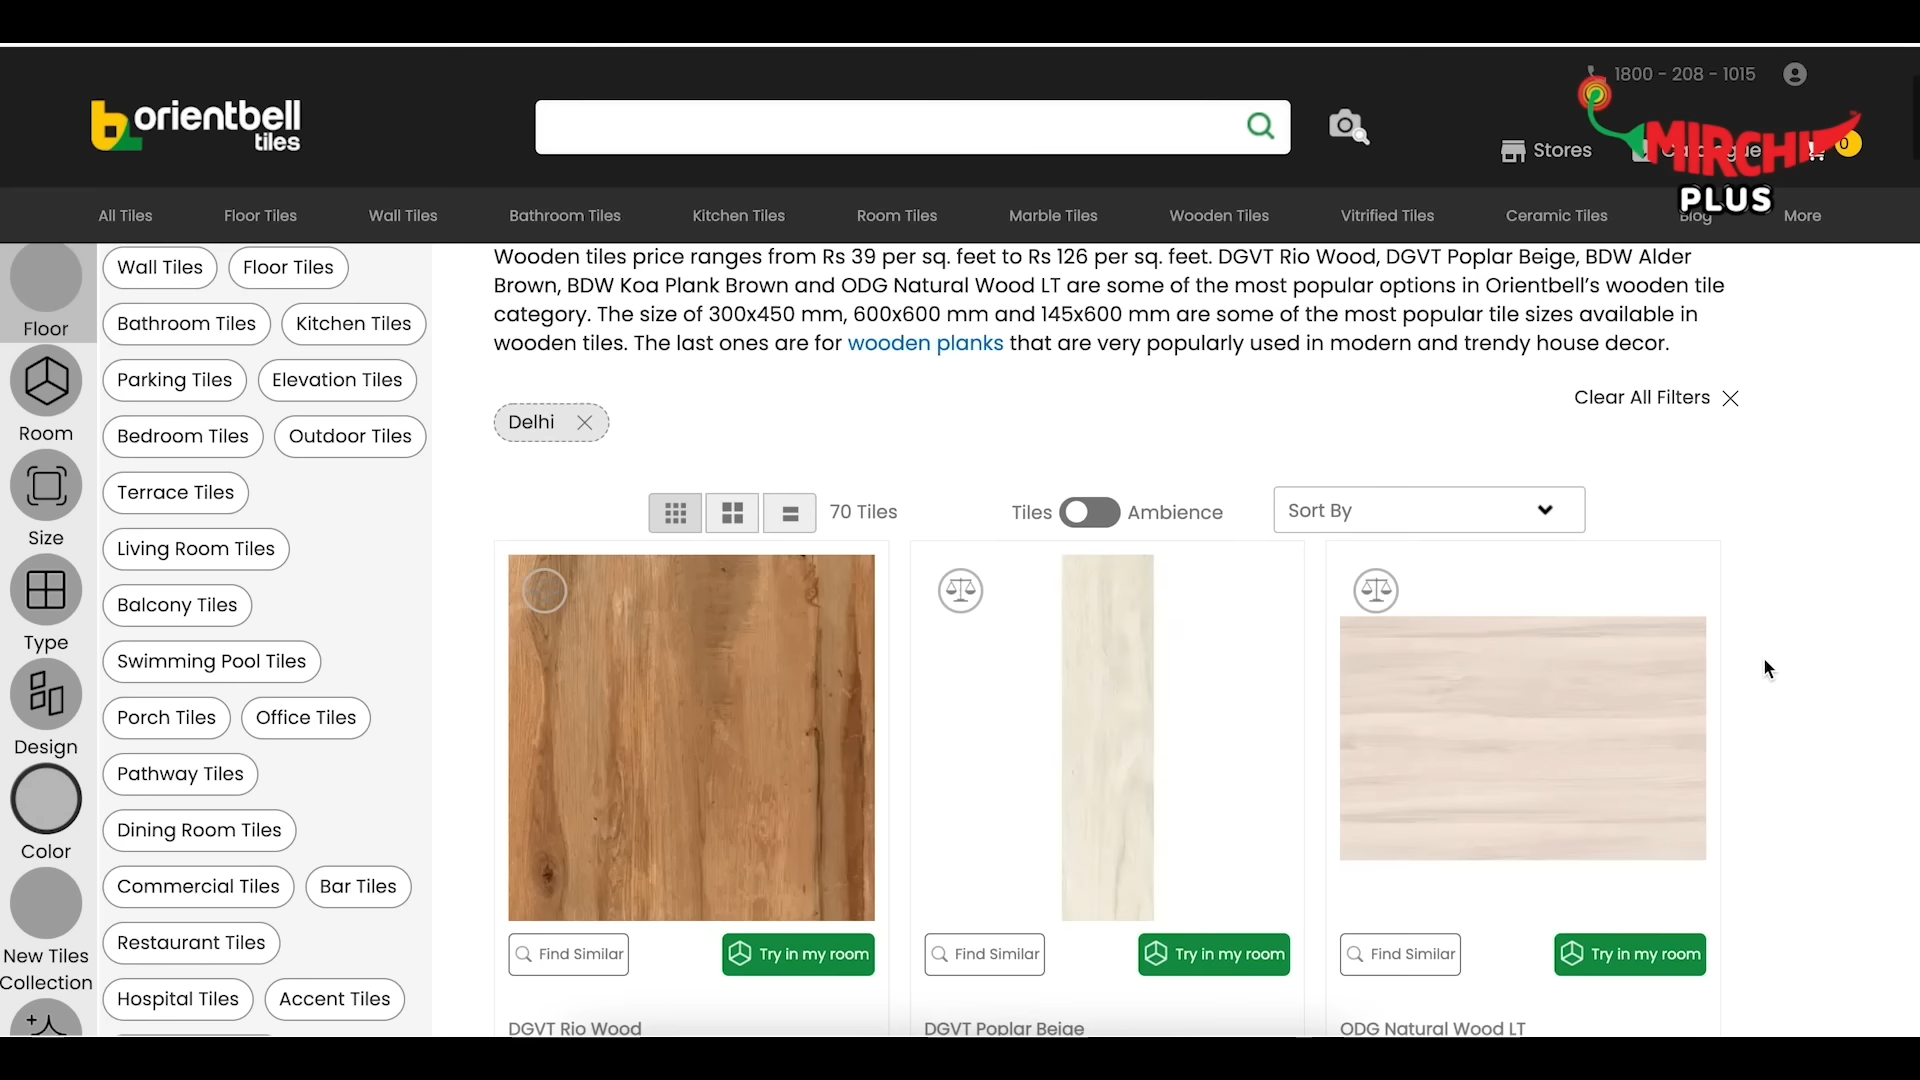 1800 - 208 - 1015
orientbell
tiles
Stores
Catalogue
0
MIRCHI
PLUS
All Tiles
Floor Tiles
Wall Tiles
Bathroom Tiles
Kitchen Tiles
Room Tiles
Marble Tiles
Wooden Tiles
Vitrified Tiles
Ceramic Tiles
Blog
More
Floor
Room
Size
Type
Design
Color
New Tiles
Collection
Wall Tiles
Floor Tiles
Bathroom Tiles
Kitchen Tiles
Parking Tiles
Elevation Tiles
Bedroom Tiles
Outdoor Tiles
Terrace Tiles
Living Room Tiles
Balcony Tiles
Swimming Pool Tiles
Porch Tiles
Office Tiles
Pathway Tiles
Dining Room Tiles
Commercial Tiles
Bar Tiles
Restaurant Tiles
Hospital Tiles
Accent Tiles
Wooden tiles price ranges from Rs 39 per sq. feet to Rs 126 per sq. feet. DGVT Rio Wood, DGVT Poplar Beige, BDW Alder
Brown, BDW Koa Plank Brown and ODG Natural Wood LT are some of the most popular options in Orientbell's wooden tile
category. The size of 300x450 mm, 600x600 mm and 145x600 mm are some of the most popular tile sizes available in
wooden tiles. The last ones are for wooden planks that are very popularly used in modern and trendy house decor.
Clear All Filters
Delhi
70 Tiles
Tiles
Ambience
Sort By
Find Similar
Try in my room
Find Similar
Try in my room
Find Similar
Try in my room
DGVT Rio Wood
DGVT Poplar Beige
ODG Natural Wood LT